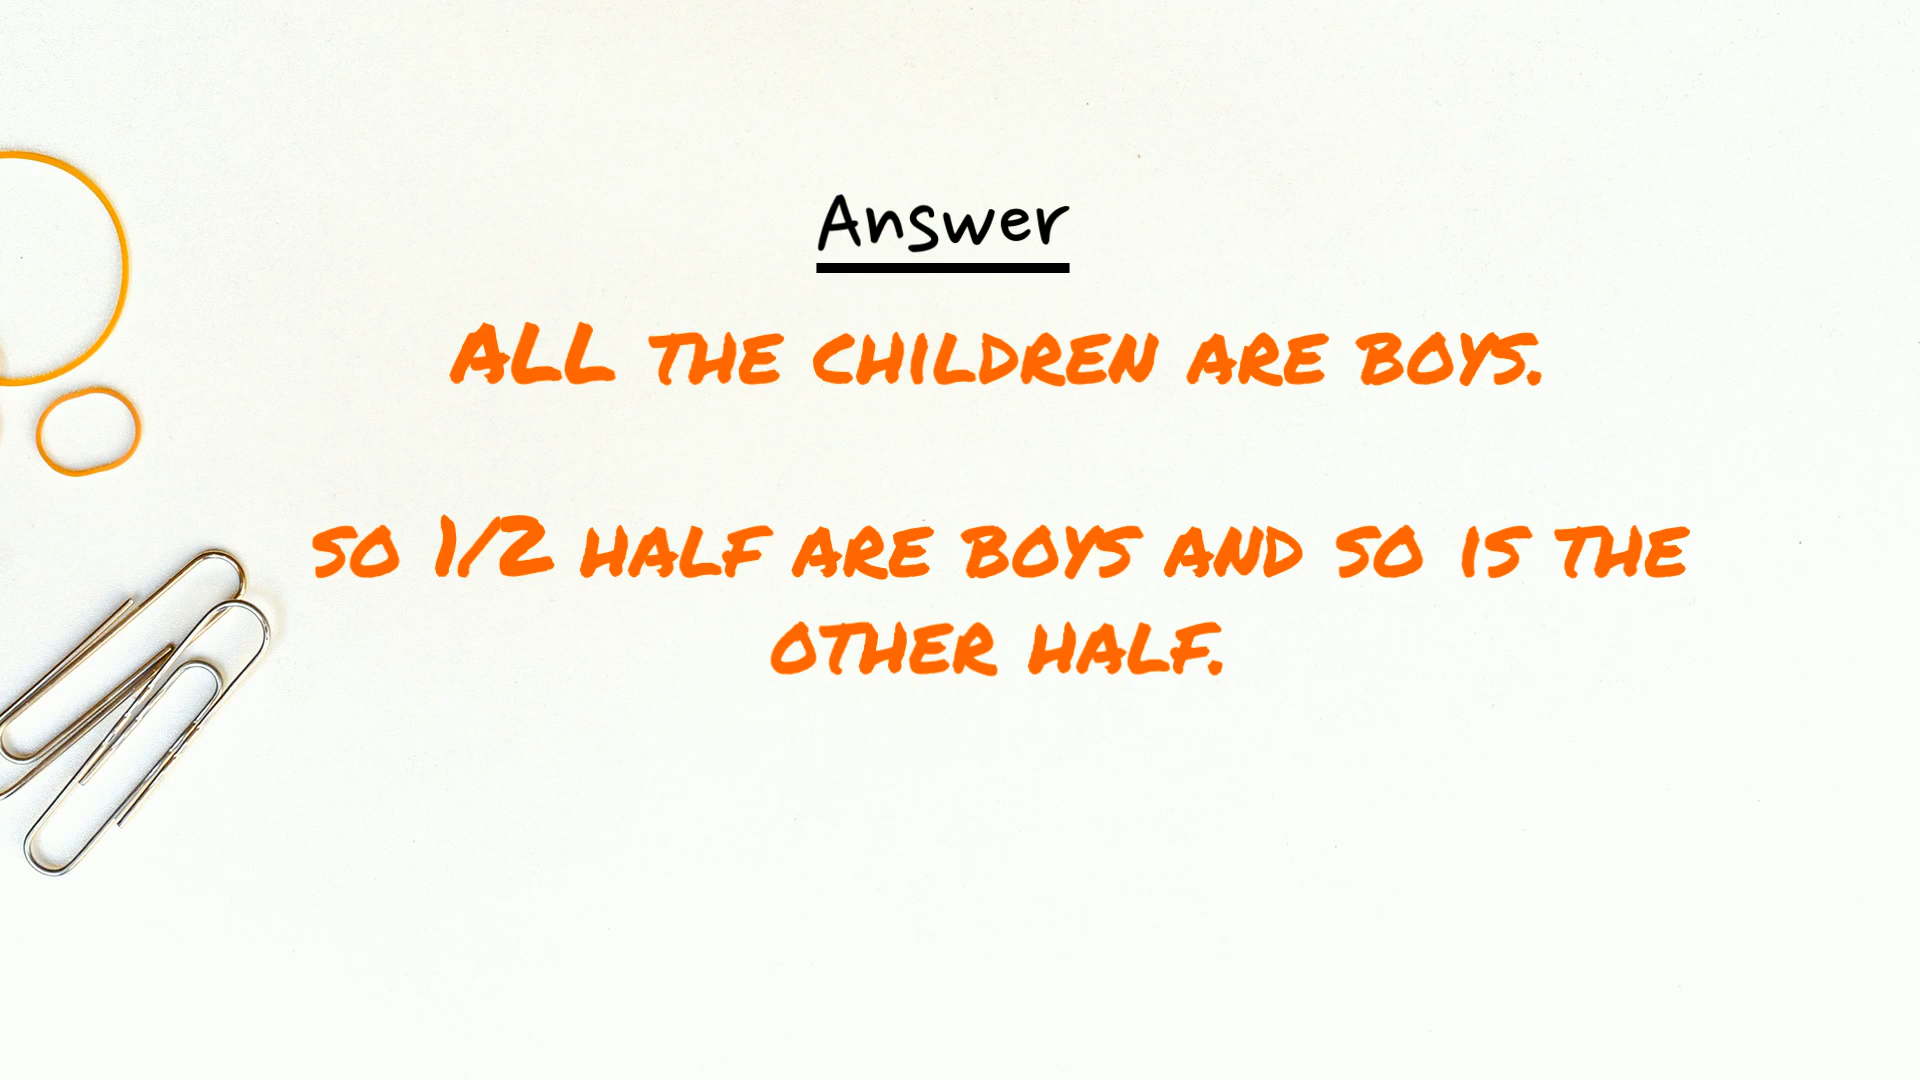 Answer
ALL THE CHILDREN ARE BOYS.
SO 1/2 HALF ARE BOYS AND SO IS THE
OTHER HALF.